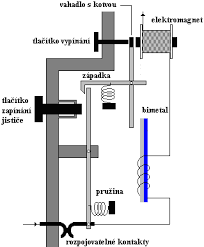 vahadlo s kotvou
elektromagnet
tlačítko vypínání
západka
tlačítko
zapínání
jističe
bimetal
pružina
rozpojovatelné kontakty